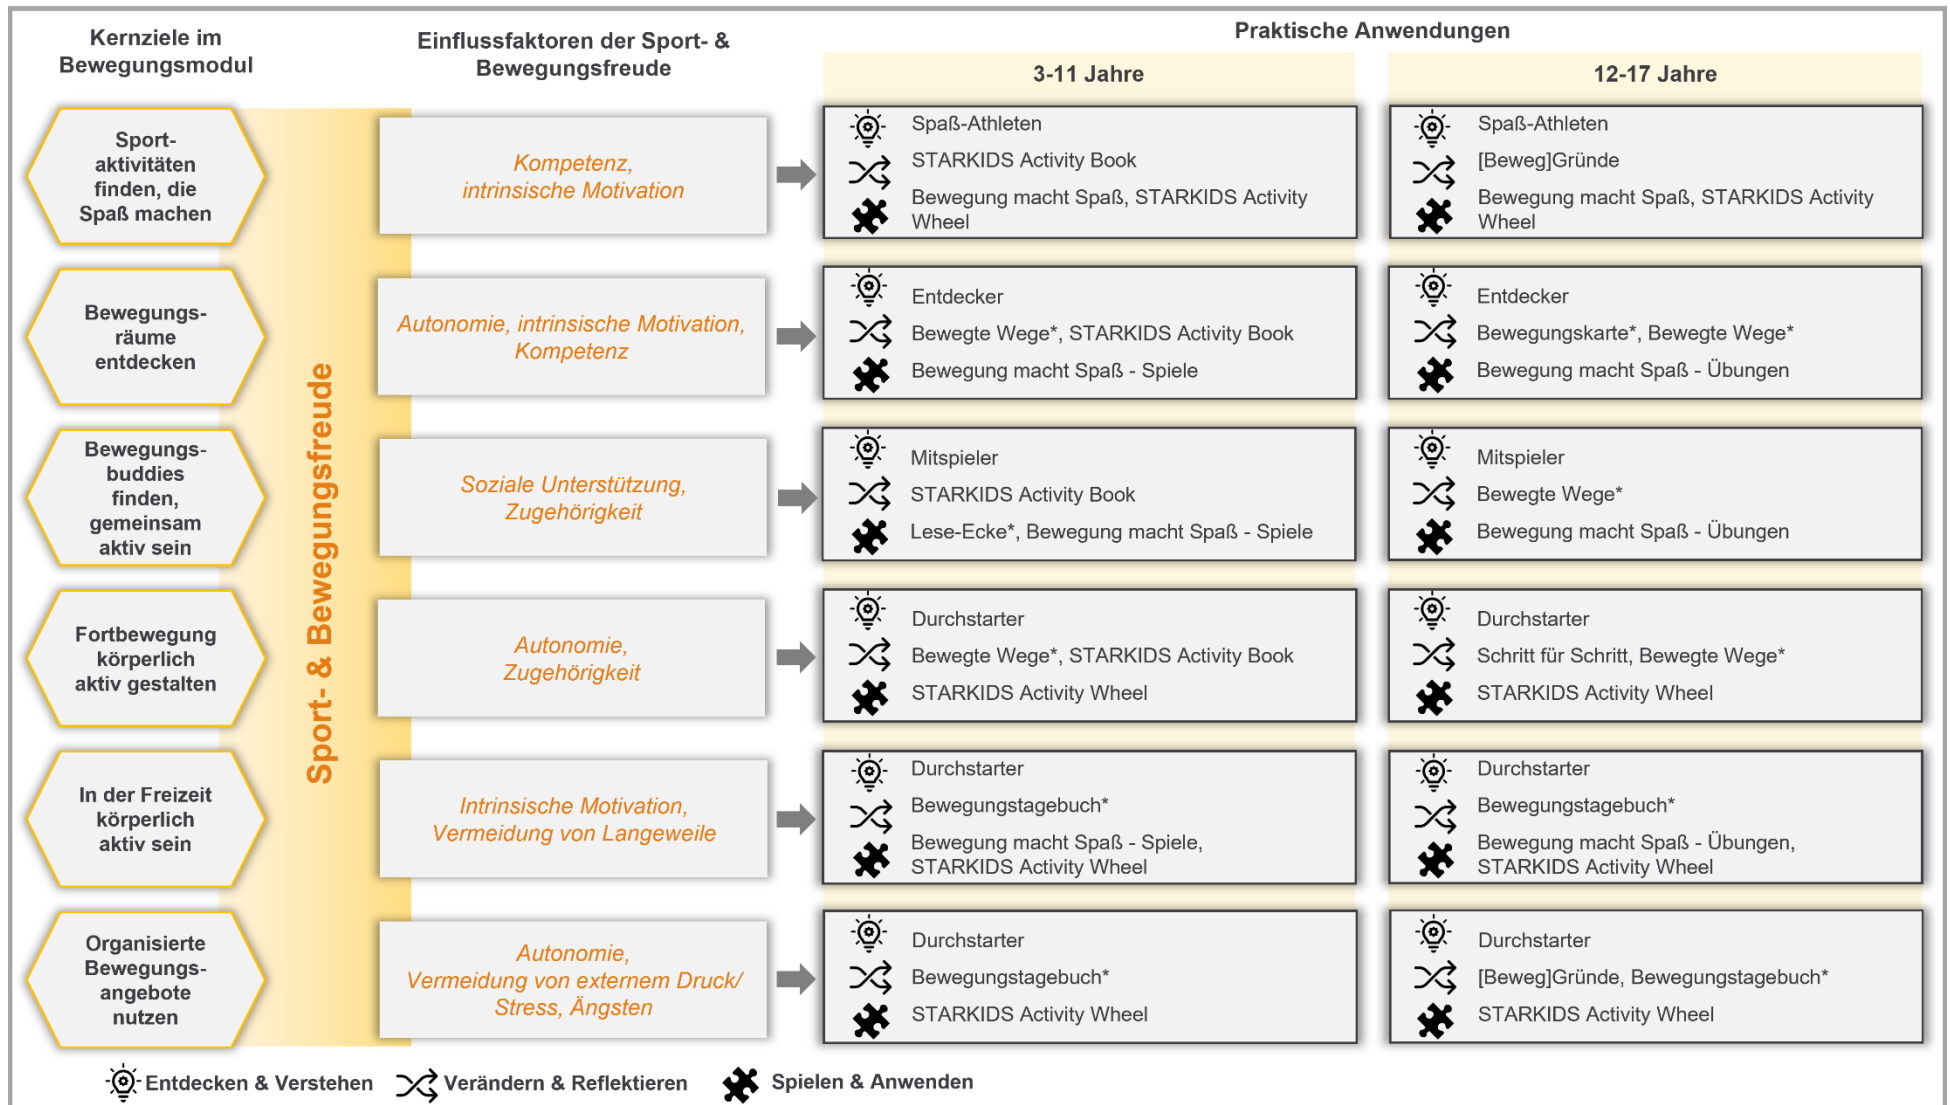 Kernziele im
Bewegungsmodul
Einflussfaktoren der Sport- &
Bewegungsfreude
Praktische Anwendungen
3-11 Jahre
12-17 Jahre
Sport- & Bewegungsfreude
Sport-
aktivitäten
finden, die
Spaß machen
Kompetenz,
intrinsische Motivation
Spaß-Athleten
STARKIDS Activity Book
Bewegung macht Spaß, STARKIDS Activity
Wheel
Spaß-Athleten
[Beweg]Gründe
Bewegung macht Spaß, STARKIDS Activity
Wheel
Bewegungs-
räume
entdecken
Autonomie, intrinsische Motivation,
Kompetenz
Entdecker
Bewegte Wege*, STARKIDS Activity Book
Bewegung macht Spaß - Spiele
Entdecker
Bewegungskarte*, Bewegte Wege*
Bewegung macht Spaß - Übungen
Bewegungs-
buddies
finden,
gemeinsam
aktiv sein
Soziale Unterstützung,
Zugehörigkeit
Mitspieler
STARKIDS Activity Book
Lese-Ecke*, Bewegung macht Spaß - Spiele
Mitspieler
Bewegte Wege*
Bewegung macht Spaß - Übungen
Fortbewegung
körperlich
aktiv gestalten
Autonomie,
Zugehörigkeit
Durchstarter
Bewegte Wege*, STARKIDS Activity Book
STARKIDS Activity Wheel
Durchstarter
Schritt für Schritt, Bewegte Wege*
STARKIDS Activity Wheel
In der Freizeit
körperlich
aktiv sein
Intrinsische Motivation,
Vermeidung von Langeweile
Durchstarter
Bewegungstagebuch*
Bewegung macht Spaß - Spiele,
STARKIDS Activity Wheel
Durchstarter
Bewegungstagebuch*
Bewegung macht Spaß - Übungen,
STARKIDS Activity Wheel
Organisierte
Bewegungs-
angebote
nutzen
Autonomie,
Vermeidung von externem Druck/
Stress, Ängsten
Durchstarter
Bewegungstagebuch*
STARKIDS Activity Wheel
Durchstarter
[Beweg]Gründe, Bewegungstagebuch*
STARKIDS Activity Wheel
Entdecken & Verstehen
Verändern & Reflektieren
Spielen & Anwenden